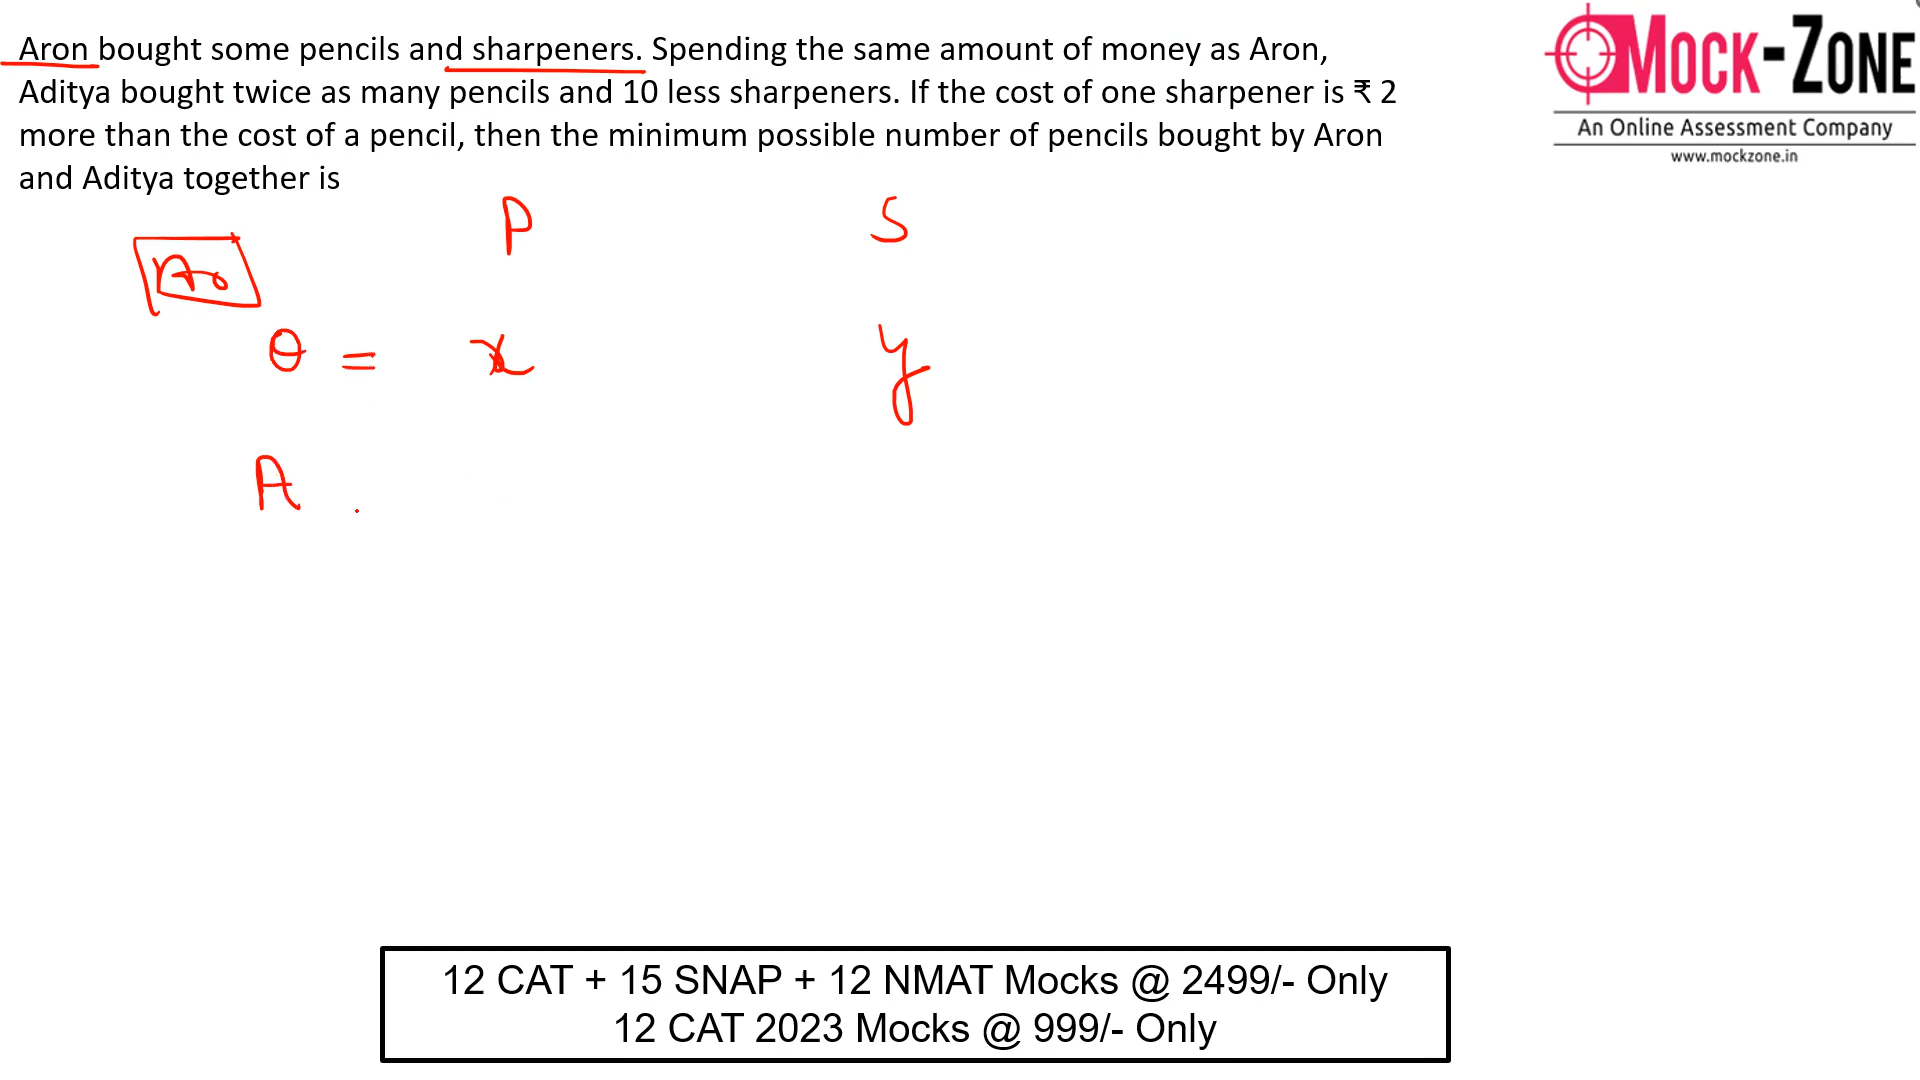 Aron bought some pencils and sharpeners. Spending the same amount of money as Aron,
Aditya bought twice as many pencils and 10 less sharpeners. If the cost of one sharpener is ₹ 2
more than the cost of a pencil, then the minimum possible number of pencils bought by Aron
and Aditya together is
MOCK-ZONE
An Online Assessment Company
www.mockzone.in
P S
Ao
θ = x y
A
12 CAT + 15 SNAP + 12 NMAT Mocks @ 2499/- Only
12 CAT 2023 Mocks @ 999/- Only